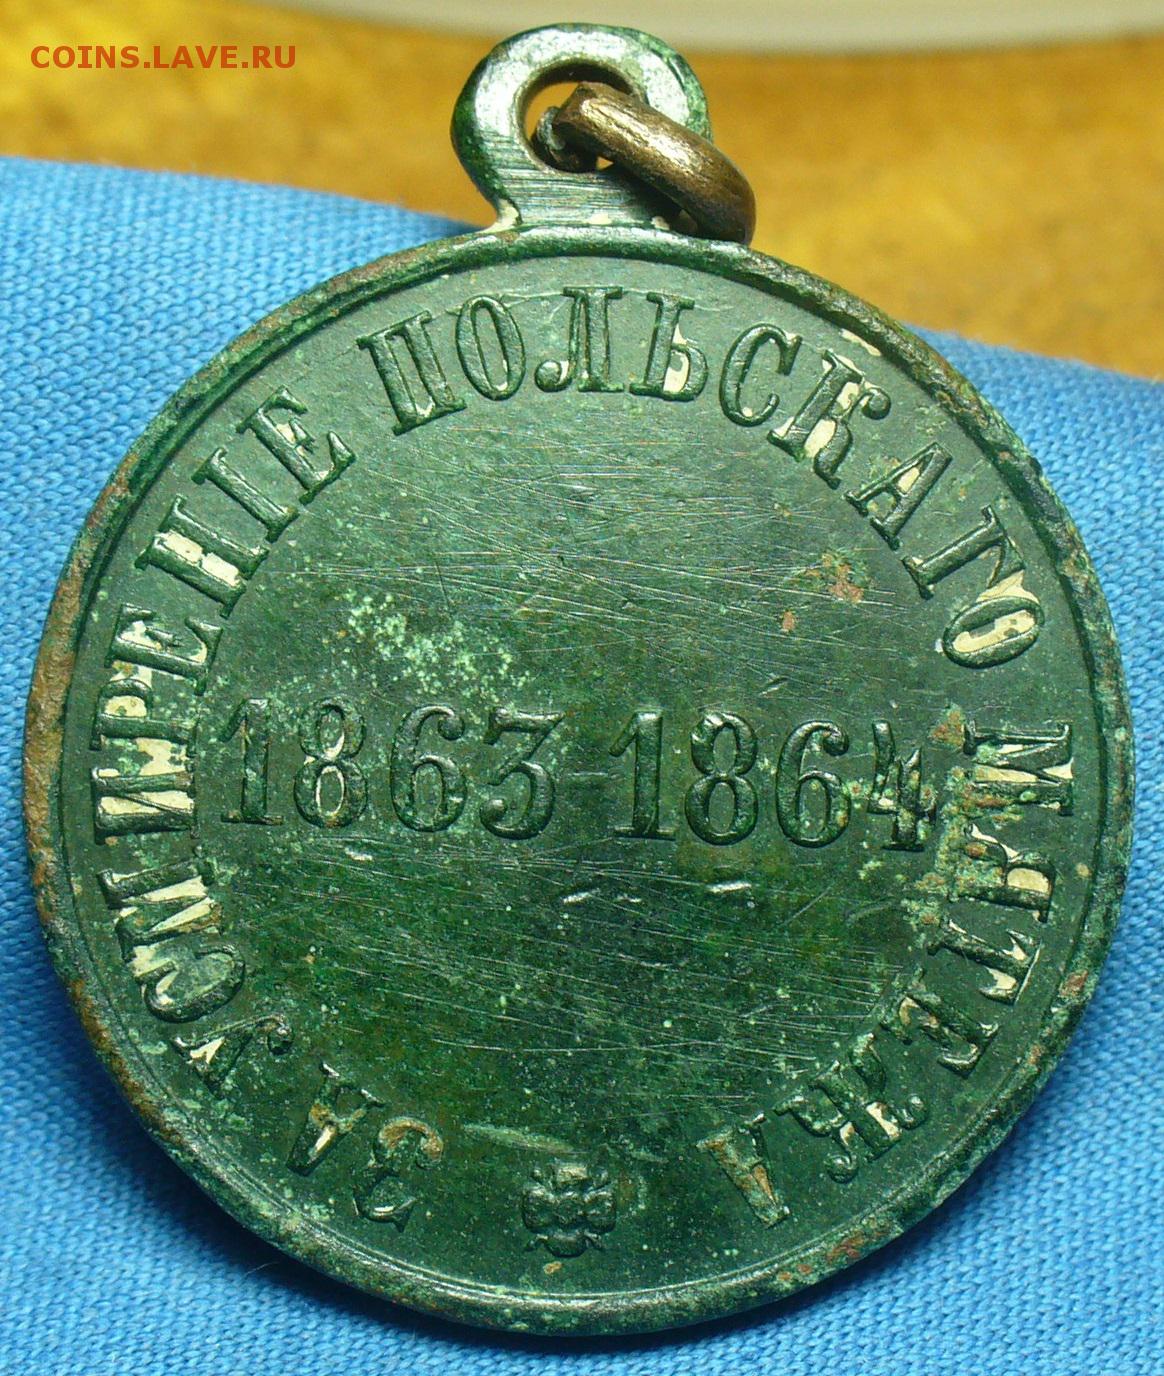 COINS.LAVE.RU
ЗА УСМИРЕНІЕ ПОЛЬСКАГО МЯТЕЖА
1863-1864